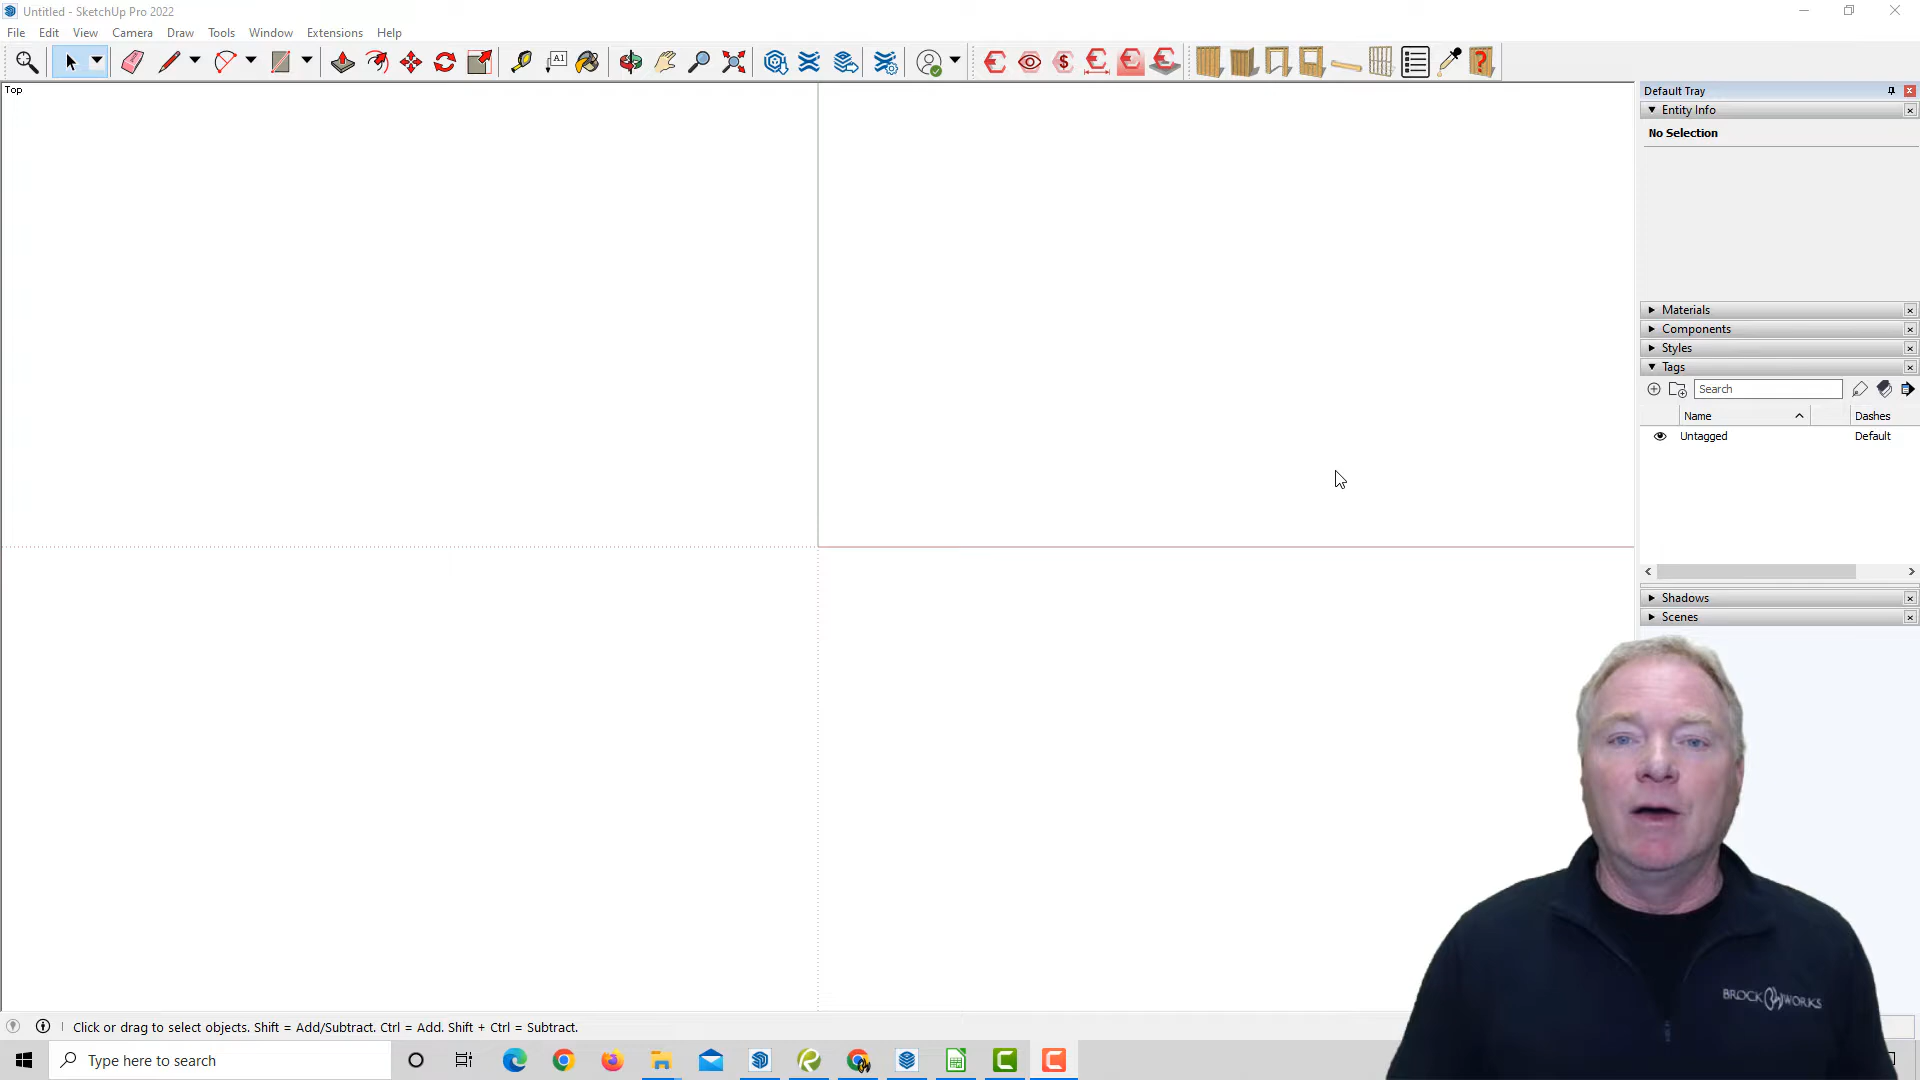 Untitled - SketchUp Pro 2022
File Edit View Camera Draw Tools Window Extensions Help
A1
$
?
Top
Default Tray
Entity Info
No Selection
Materials
Components
Styles
Tags
Search
Name Dashes
Untagged Default
Shadows
Scenes
BROCK WORKS
Click or drag to select objects. Shift = Add/Subtract. Ctrl = Add. Shift + Ctrl = Subtract.
Type here to search